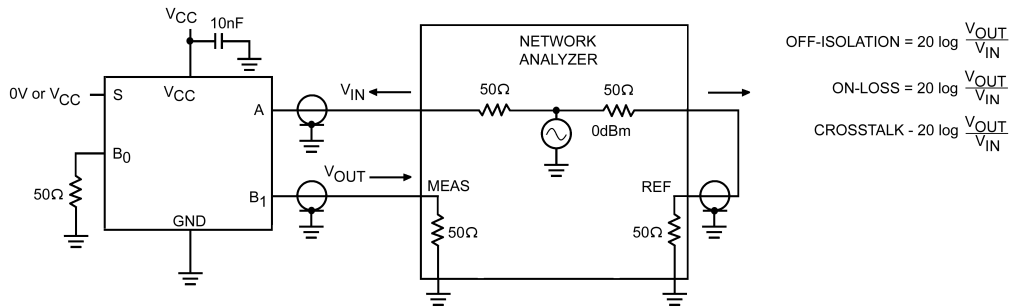 VCC
10nF
0V or VCC
S
VCC
A
B0
50Ω
B1
GND
VIN
VOUT
NETWORK
ANALYZER
50Ω
50Ω
0dBm
MEAS
REF
50Ω
50Ω
OFF-ISOLATION = 20 log VOUT/VIN
ON-LOSS = 20 log VOUT/VIN
CROSSTALK - 20 log VOUT/VIN